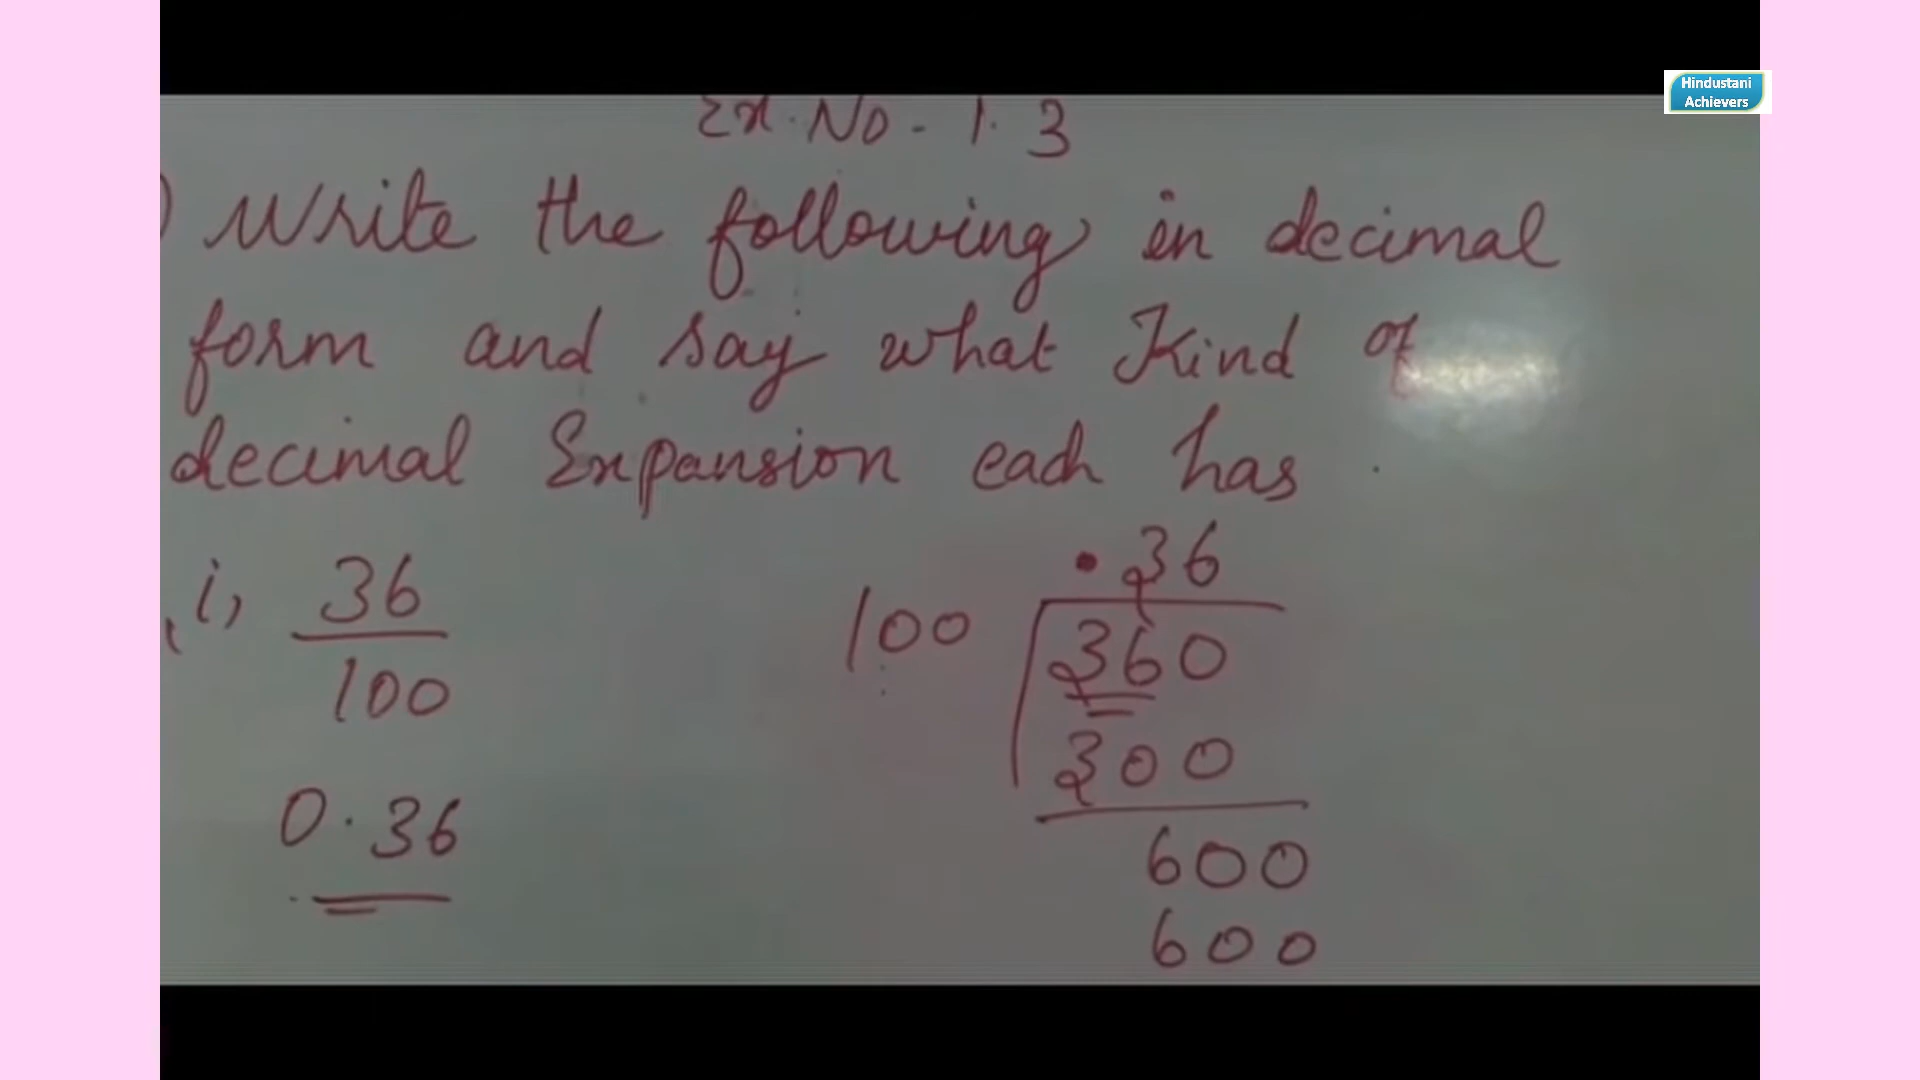 Hindustani
Achievers
Ex. No - 1.3
) Write the following in decimal
form and say what Kind of
decimal Expansion each has.
i, 36
100
0.36
.36
100 360
300
600
600